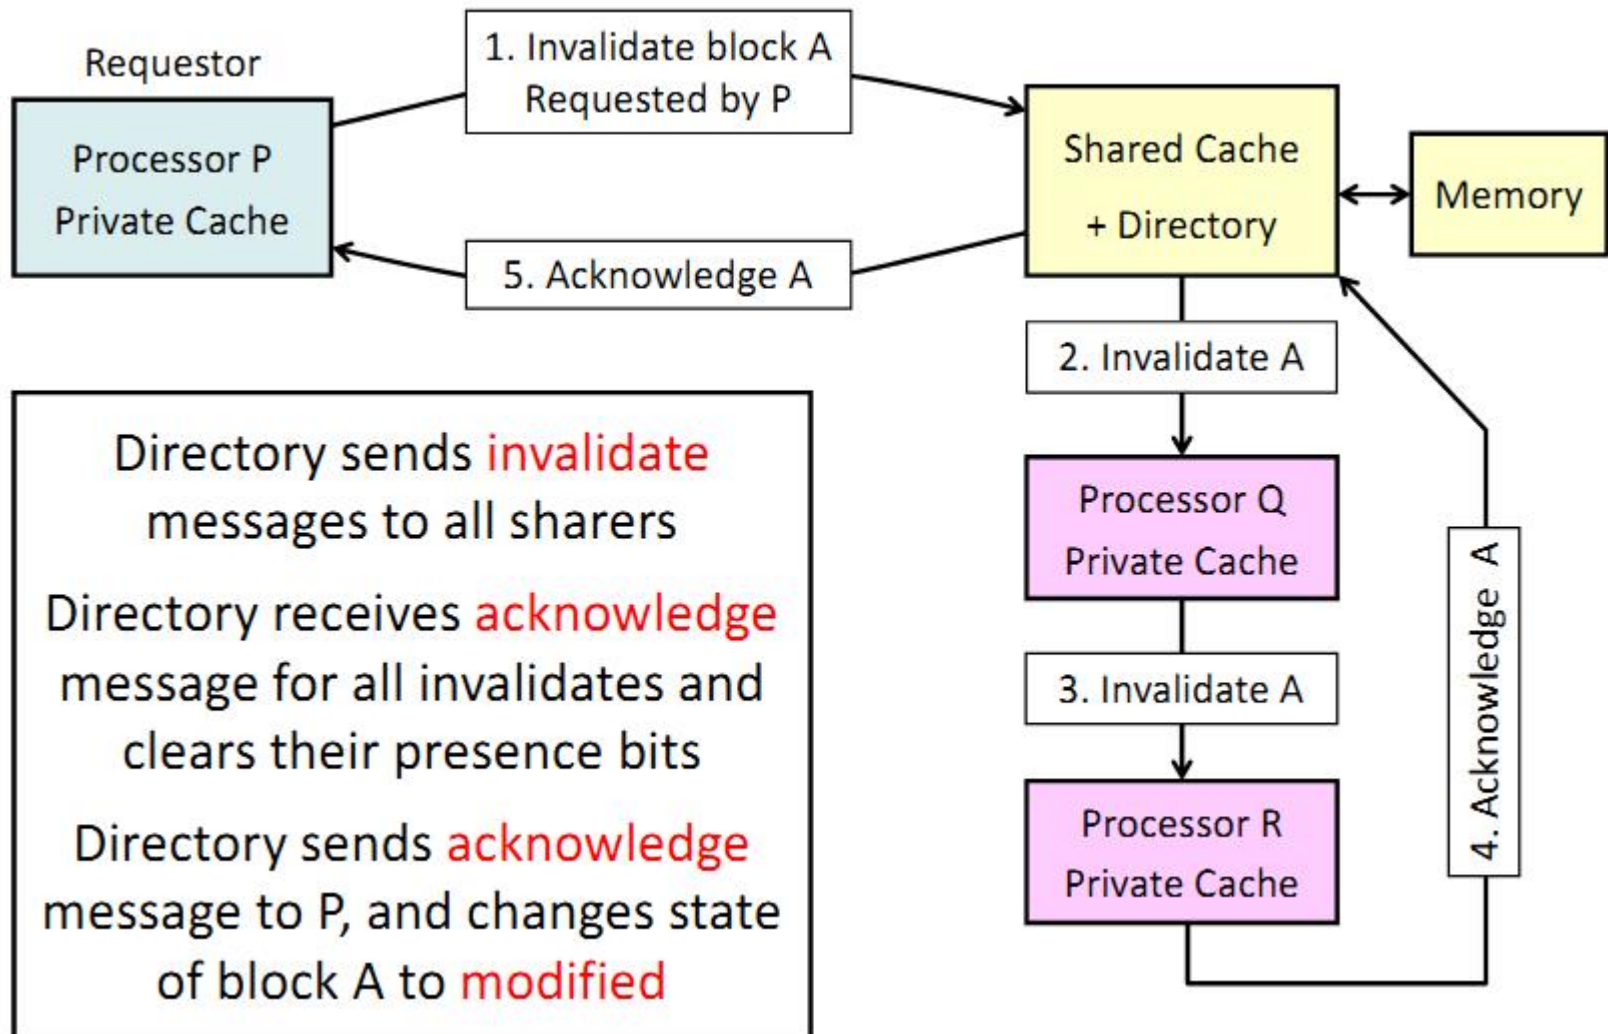 Requestor
Processor P
Private Cache
1. Invalidate block A
Requested by P
5. Acknowledge A
Shared Cache
+ Directory
Memory
2. Invalidate A
Processor Q
Private Cache
3. Invalidate A
Processor R
Private Cache
4. Acknowledge A
Directory sends invalidate
messages to all sharers
Directory receives acknowledge
message for all invalidates and
clears their presence bits
Directory sends acknowledge
message to P, and changes state
of block A to modified